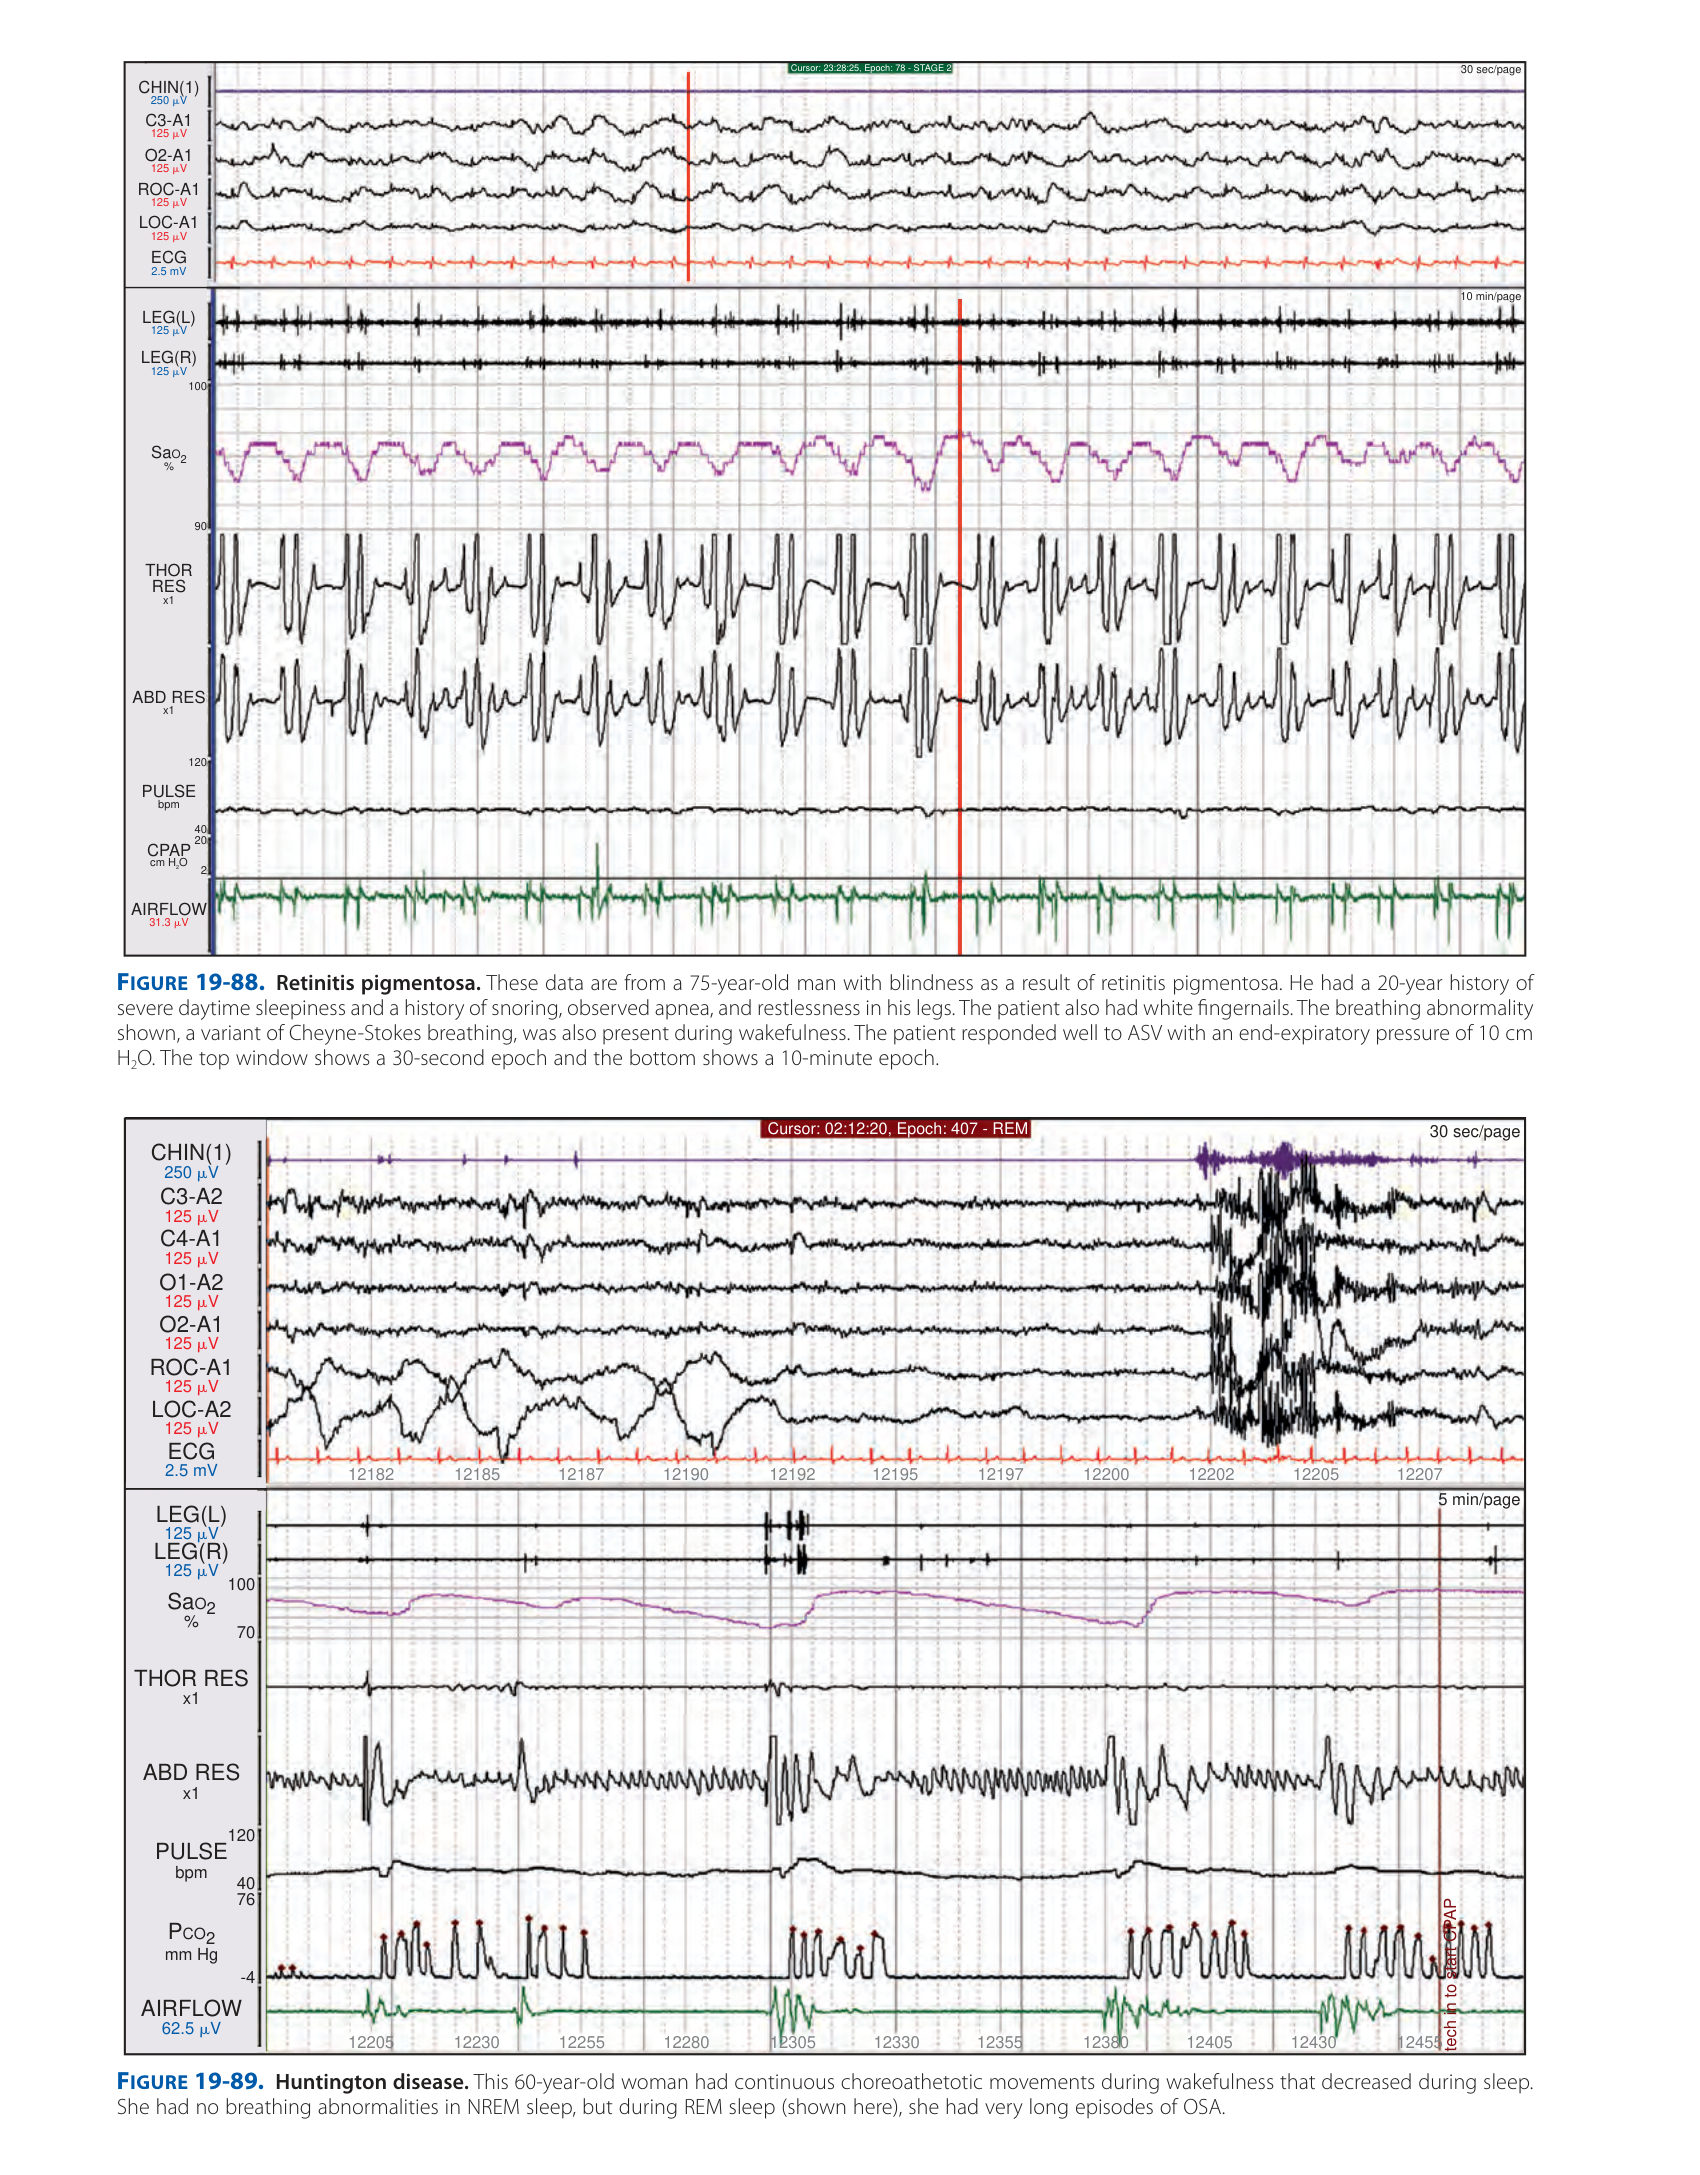 Cursor: 23:28:25, Epoch: 78 - STAGE 2
30 sec/page
CHIN(1)
250 µV
C3-A1
125 µV
O2-A1
125 µV
ROC-A1
125 µV
LOC-A1
125 µV
ECG
2.5 mV
10 min/page
LEG(L)
125 µV
LEG(R)
125 µV
100
SaO2
%
90
THOR
RES
x1
ABD RES
x1
120
PULSE
bpm
40
20
CPAP
cm H2O
2
AIRFLOW
31.3 µV
FIGURE 19-88. Retinitis pigmentosa. These data are from a 75-year-old man with blindness as a result of retinitis pigmentosa. He had a 20-year history of
severe daytime sleepiness and a history of snoring, observed apnea, and restlessness in his legs. The patient also had white fingernails. The breathing abnormality
shown, a variant of Cheyne-Stokes breathing, was also present during wakefulness. The patient responded well to ASV with an end-expiratory pressure of 10 cm
H2O. The top window shows a 30-second epoch and the bottom shows a 10-minute epoch.
Cursor: 02:12:20, Epoch: 407 - REM
30 sec/page
CHIN(1)
250 µV
C3-A2
125 µV
C4-A1
125 µV
O1-A2
125 µV
O2-A1
125 µV
ROC-A1
125 µV
LOC-A2
125 µV
ECG
2.5 mV
12182 12185 12187 12190 12192 12195 12197 12200 12202 12205 12207
5 min/page
LEG(L)
125 µV
LEG(R)
125 µV
100
SaO2
%
70
THOR RES
x1
ABD RES
x1
120
PULSE
bpm
40
76
PCO2
mm Hg
-4
AIRFLOW
62.5 µV
12205 12230 12255 12280 12305 12330 12355 12380 12405 12430 12455
tech in to start CPAP
FIGURE 19-89. Huntington disease. This 60-year-old woman had continuous choreoathetotic movements during wakefulness that decreased during sleep.
She had no breathing abnormalities in NREM sleep, but during REM sleep (shown here), she had very long episodes of OSA.